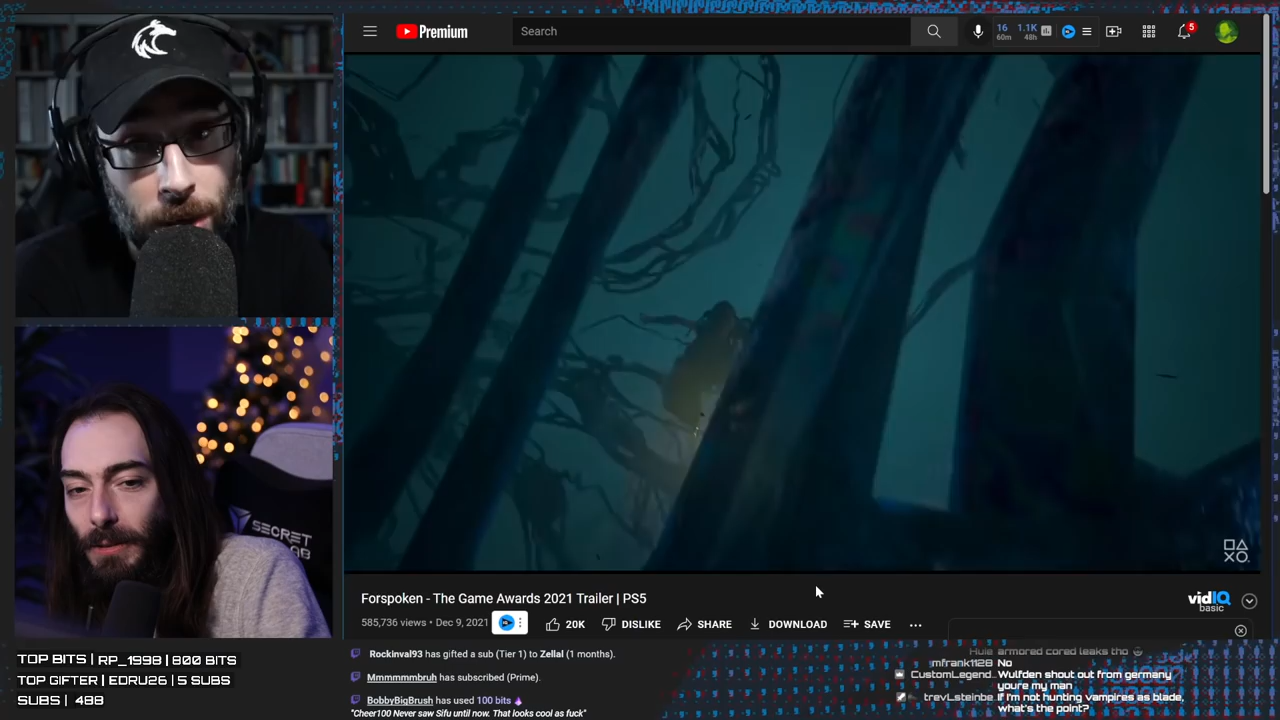 Premium
Search
16 1.1K
60m 48h
5
SECRET
AB
Forspoken - The Game Awards 2021 Trailer | PS5
vidIQ
basic
585,736 views • Dec 9, 2021
20K DISLIKE SHARE DOWNLOAD SAVE
TOP BITS | RP_1998 | 800 BITS
TOP GIFTER | EDRU26 | 5 SUBS
SUBS | 488
Rockinval93 has gifted a sub (Tier 1) to Zellal (1 months).
Mmmmmmbruh has subscribed (Prime).
BobbyBigBrush has used 100 bits
"Cheer100 Never saw Sifu until now. That looks cool as fuck"
armored cored leaks tho
mfrank1128 No
CustomLegend.. Wulfden shout out from germany
youre my man
trevLsteinbe.. If I'm not hunting vampires as blade,
what's the point?